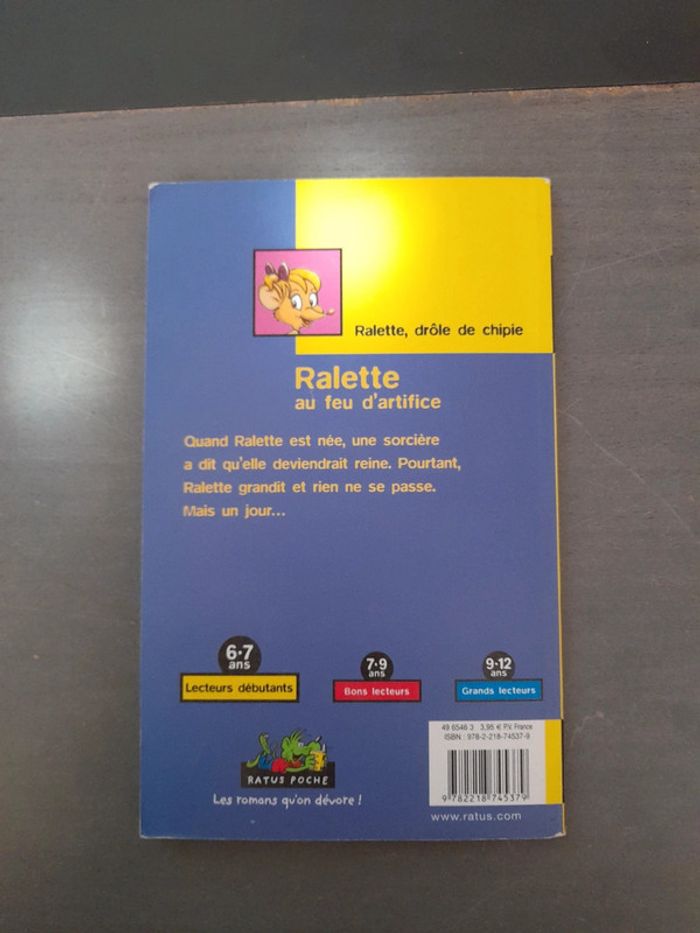 Ralette, drôle de chipie
Ralette
au feu d'artifice
Quand Ralette est née, une sorcière
a dit qu'elle deviendrait reine. Pourtant,
Ralette grandit et rien ne se passe.
Mais un jour...
6-7
ans
Lecteurs débutants
7-9
ans
Bons lecteurs
9-12
ans
Grands lecteurs
RATUS POCHE
Les romans qu'on dévore !
49 6546 3 3,95 € P.V. France
ISBN : 978-2-218-74537-9
9 782218 745379
www.ratus.com